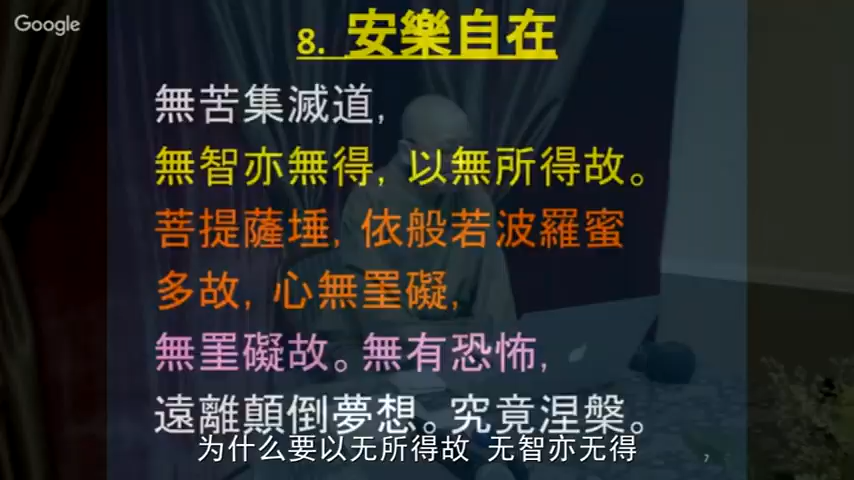 Google
8. 安樂自在
無苦集滅道,
無智亦無得, 以無所得故。
菩提薩埵, 依般若波羅蜜
多故, 心無罣礙,
無罣礙故。無有恐怖,
遠離顛倒夢想。究竟涅槃。
为什么要以无所得故 无智亦无得
7